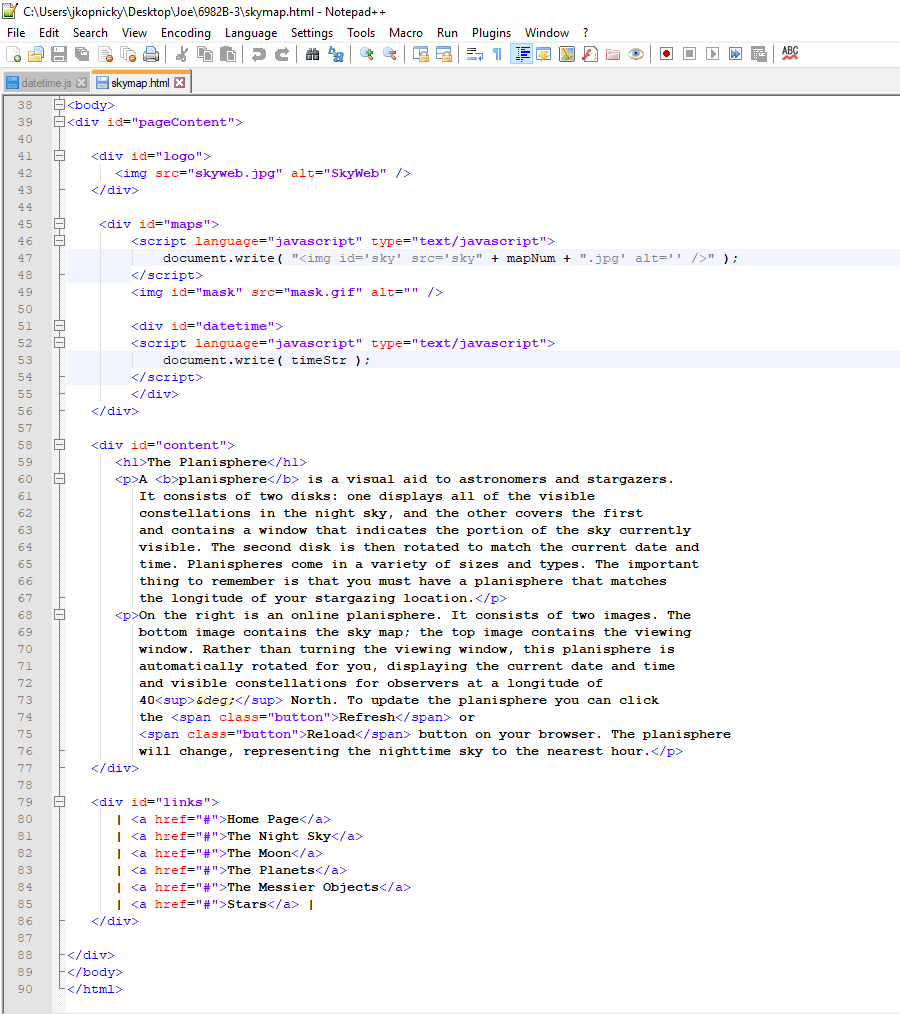 C:\Users\jkopnicky\Desktop\Joe\6982B-3\skymap.html - Notepad++
File Edit Search View Encoding Language Settings Tools Macro Run Plugins Window ?
ABC
datetime.js skymap.html
38 <body>
39 <div id="pageContent">
40
41 <div id="logo">
42 <img src="skyweb.jpg" alt="SkyWeb" />
43 </div>
44
45 <div id="maps">
46 <script language="javascript" type="text/javascript">
47 document.write( "<img id='sky' src='sky" + mapNum + ".jpg' alt='' />" );
48 </script>
49 <img id="mask" src="mask.gif" alt="" />
50
51 <div id="datetime">
52 <script language="javascript" type="text/javascript">
53 document.write( timeStr );
54 </script>
55 </div>
56 </div>
57
58 <div id="content">
59 <h1>The Planisphere</h1>
60 <p>A <b>planisphere</b> is a visual aid to astronomers and stargazers.
61 It consists of two disks: one displays all of the visible
62 constellations in the night sky, and the other covers the first
63 and contains a window that indicates the portion of the sky currently
64 visible. The second disk is then rotated to match the current date and
65 time. Planispheres come in a variety of sizes and types. The important
66 thing to remember is that you must have a planisphere that matches
67 the longitude of your stargazing location.</p>
68 <p>On the right is an online planisphere. It consists of two images. The
69 bottom image contains the sky map; the top image contains the viewing
70 window. Rather than turning the viewing window, this planisphere is
71 automatically rotated for you, displaying the current date and time
72 and visible constellations for observers at a longitude of
73 40<sup>&deg;</sup> North. To update the planisphere you can click
74 the <span class="button">Refresh</span> or
75 <span class="button">Reload</span> button on your browser. The planisphere
76 will change, representing the nighttime sky to the nearest hour.</p>
77 </div>
78
79 <div id="links">
80 | <a href="#">Home Page</a>
81 | <a href="#">The Night Sky</a>
82 | <a href="#">The Moon</a>
83 | <a href="#">The Planets</a>
84 | <a href="#">The Messier Objects</a>
85 | <a href="#">Stars</a> |
86 </div>
87
88 </div>
89 </body>
90 </html>